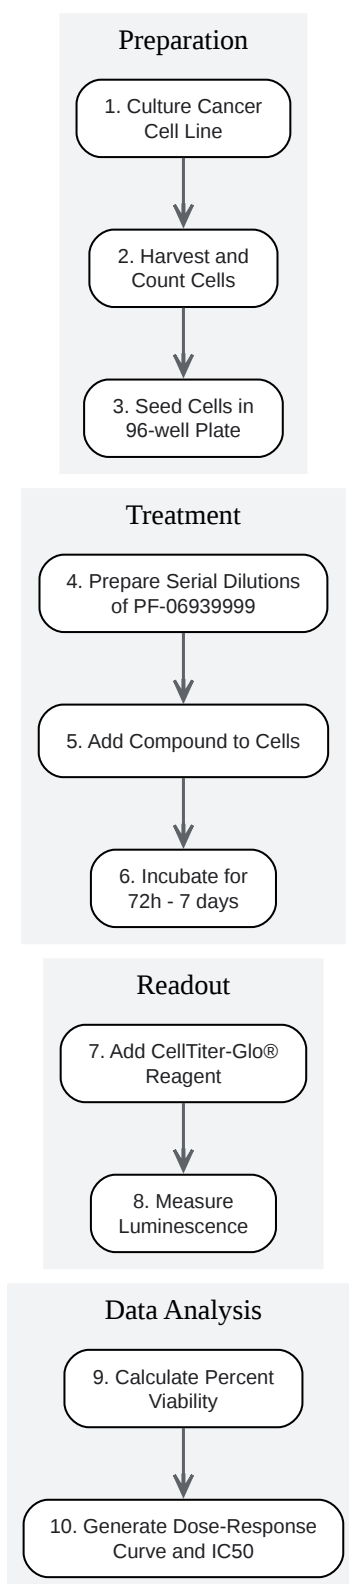 Preparation
1. Culture Cancer
Cell Line
2. Harvest and
Count Cells
3. Seed Cells in
96-well Plate
Treatment
4. Prepare Serial Dilutions
of PF-06939999
5. Add Compound to Cells
6. Incubate for
72h - 7 days
Readout
7. Add CellTiter-Glo®
Reagent
8. Measure
Luminescence
Data Analysis
9. Calculate Percent
Viability
10. Generate Dose-Response
Curve and IC50